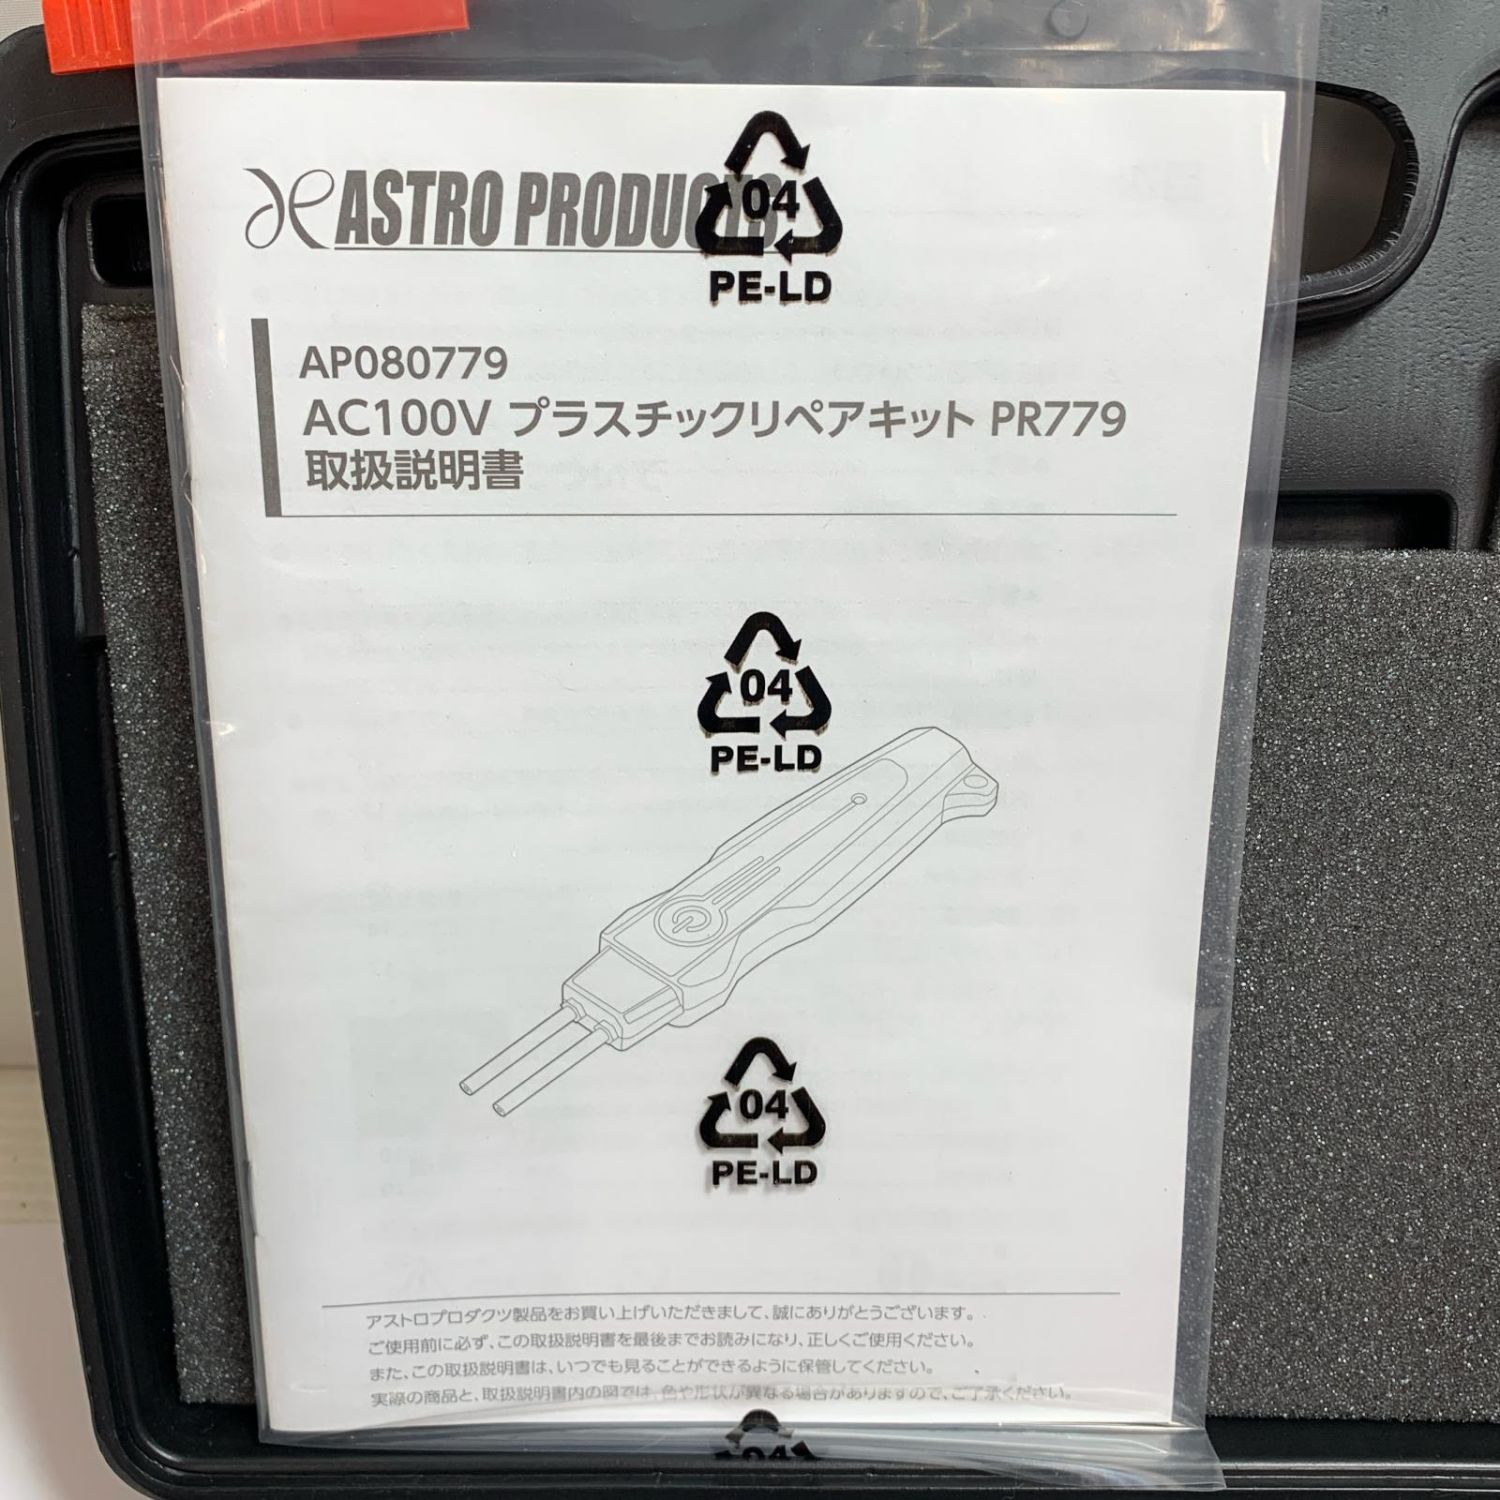 ASTRO PRODUCTS
04
PE-LD
AP080779
AC100V プラスチックリペアキット PR779
取扱説明書
04
PE-LD
04
PE-LD
アストロプロダクツ製品をお買い上げいただきまして、誠にありがとうございます。
ご使用前に必ず、この取扱説明書を最後までお読みになり、正しくご使用ください。
また、この取扱説明書は、いつでも見ることができるように保管してください。
実際の商品と、取扱説明書内の図では、色や形状が異なる場合がありますので、ご了承ください。
04